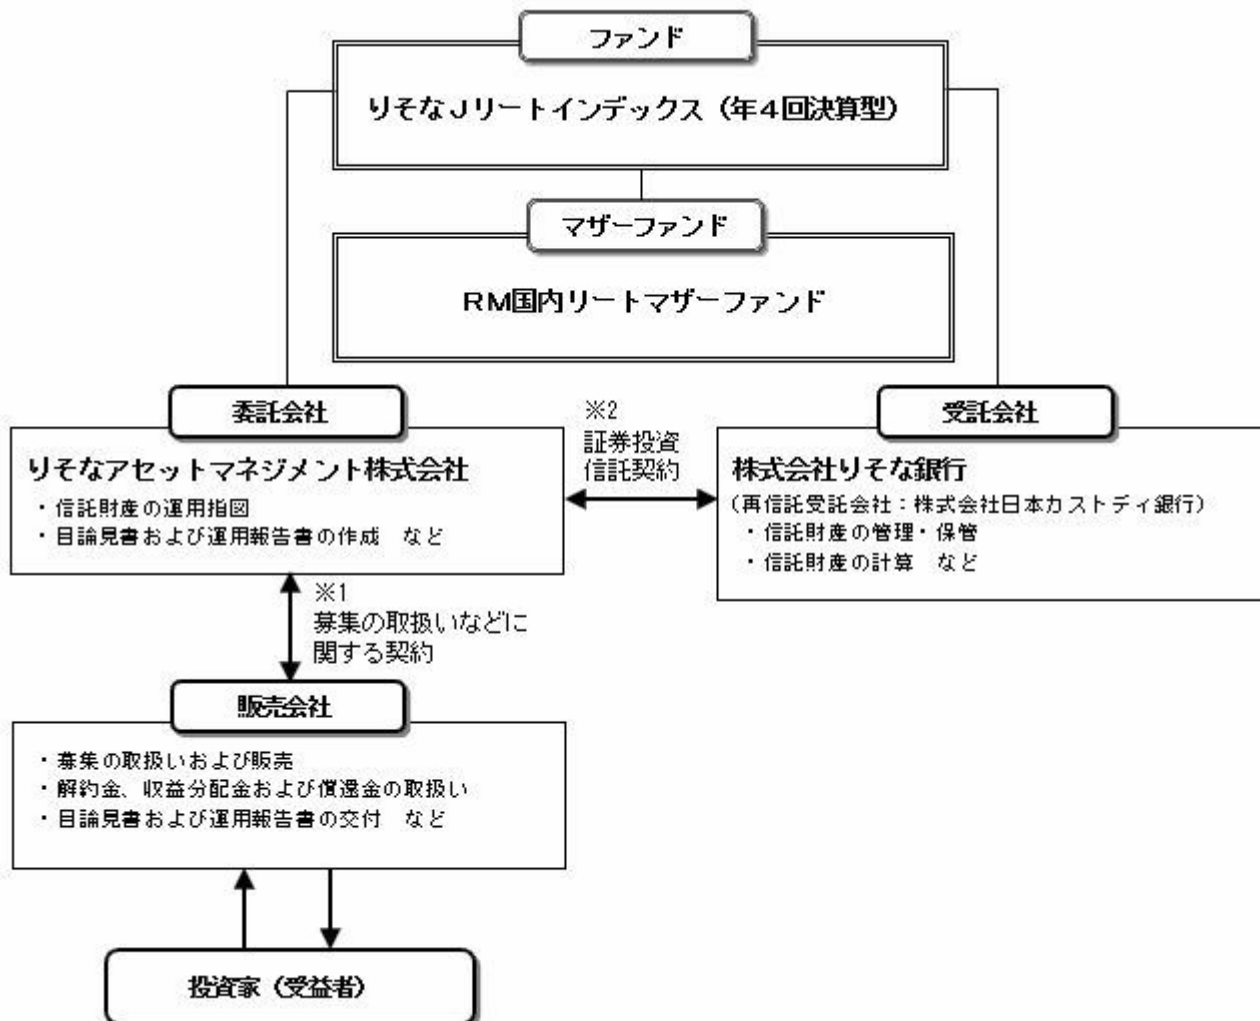 ファンド
りそなＪリートインデックス（年４回決算型）
マザーファンド
ＲＭ国内リートマザーファンド
委託会社
りそなアセットマネジメント株式会社
・信託財産の運用指図
・目論見書および運用報告書の作成　など
※2
証券投資
信託契約
受託会社
株式会社りそな銀行
（再信託受託会社：株式会社日本カストディ銀行）
・信託財産の管理・保管
・信託財産の計算　など
※1
募集の取扱いなどに
関する契約
販売会社
・募集の取扱いおよび販売
・解約金、収益分配金および償還金の取扱い
・目論見書および運用報告書の交付　など
投資家（受益者）